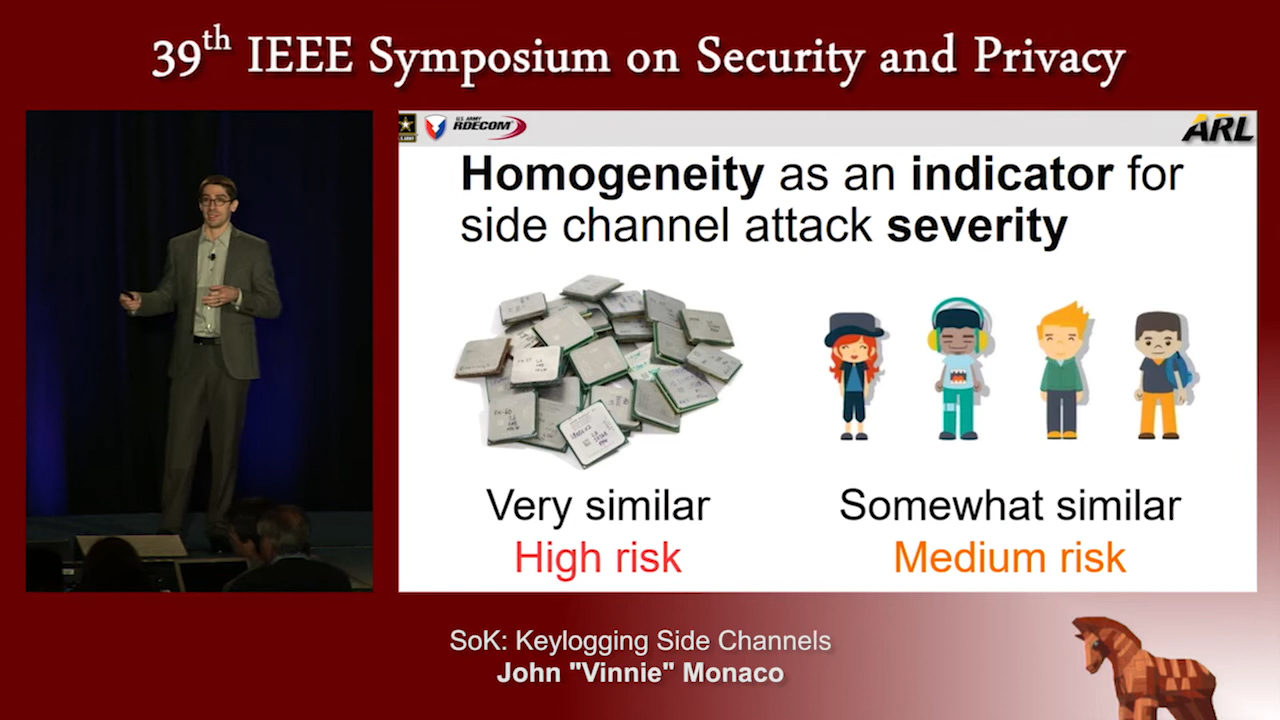 39th IEEE Symposium on Security and Privacy
U.S. ARMY
RDECOM
ARL
Homogeneity as an indicator for
side channel attack severity
Very similar
Somewhat similar
High risk
Medium risk
SoK: Keylogging Side Channels
John "Vinnie" Monaco